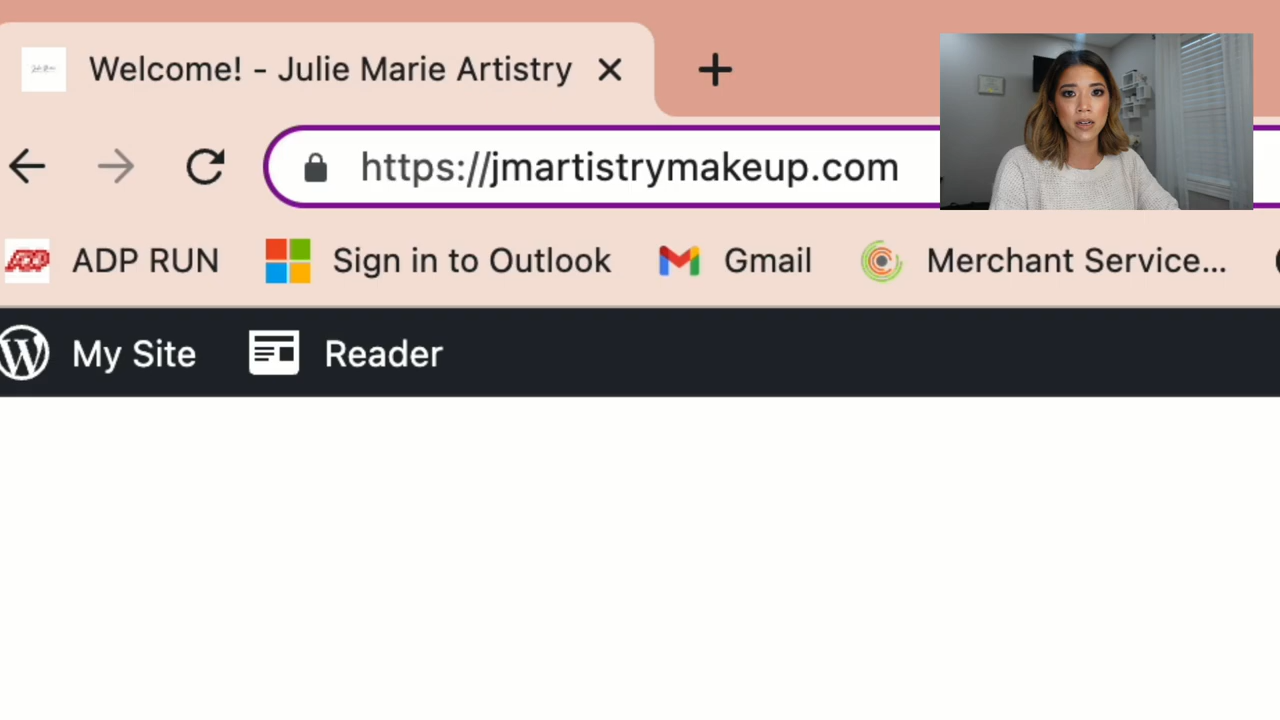 Welcome! - Julie Marie Artistry
https://jmartistrymakeup.com
ADP RUN Sign in to Outlook Gmail Merchant Service...
My Site Reader